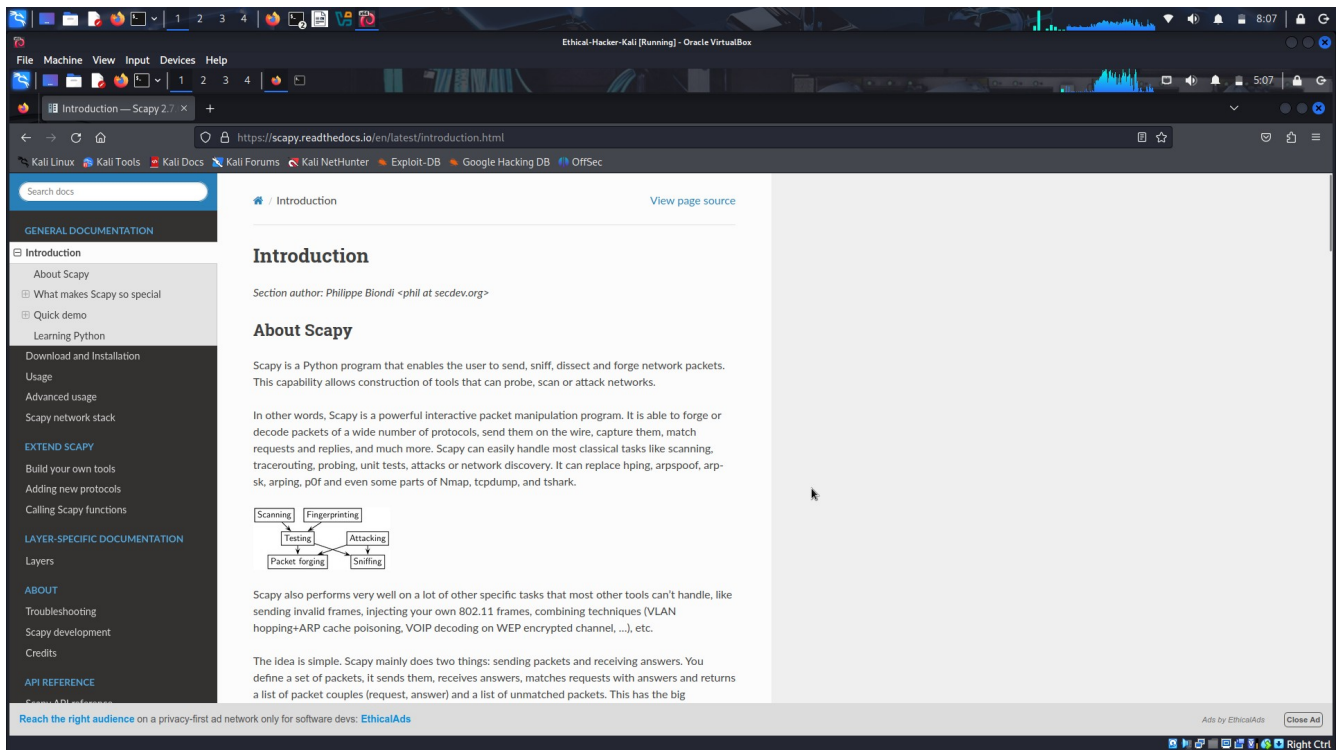 1 2 3 4
8:07
Ethical-Hacker-Kali [Running] - Oracle VirtualBox
File Machine View Input Devices Help
1 2 3 4
5:07
Introduction — Scapy 2.7
https://scapy.readthedocs.io/en/latest/introduction.html
Kali Linux Kali Tools Kali Docs Kali Forums Kali NetHunter Exploit-DB Google Hacking DB OffSec
Search docs
GENERAL DOCUMENTATION
Introduction
About Scapy
What makes Scapy so special
Quick demo
Learning Python
Download and Installation
Usage
Advanced usage
Scapy network stack
EXTEND SCAPY
Build your own tools
Adding new protocols
Calling Scapy functions
LAYER-SPECIFIC DOCUMENTATION
Layers
ABOUT
Troubleshooting
Scapy development
Credits
API REFERENCE
Scapy API reference
/ Introduction
View page source
Introduction
Section author: Philippe Biondi <phil at secdev.org>
About Scapy
Scapy is a Python program that enables the user to send, sniff, dissect and forge network packets.
This capability allows construction of tools that can probe, scan or attack networks.
In other words, Scapy is a powerful interactive packet manipulation program. It is able to forge or
decode packets of a wide number of protocols, send them on the wire, capture them, match
requests and replies, and much more. Scapy can easily handle most classical tasks like scanning,
tracerouting, probing, unit tests, attacks or network discovery. It can replace hping, arpspoof, arp-
sk, arping, p0f and even some parts of Nmap, tcpdump, and tshark.
Scanning Fingerprinting
Testing Attacking
Packet forging Sniffing
Scapy also performs very well on a lot of other specific tasks that most other tools can't handle, like
sending invalid frames, injecting your own 802.11 frames, combining techniques (VLAN
hopping+ARP cache poisoning, VOIP decoding on WEP encrypted channel, ...), etc.
The idea is simple. Scapy mainly does two things: sending packets and receiving answers. You
define a set of packets, it sends them, receives answers, matches requests with answers and returns
a list of packet couples (request, answer) and a list of unmatched packets. This has the big
Reach the right audience on a privacy-first ad network only for software devs: EthicalAds
Ads by EthicalAds
Close Ad
Right Ctrl